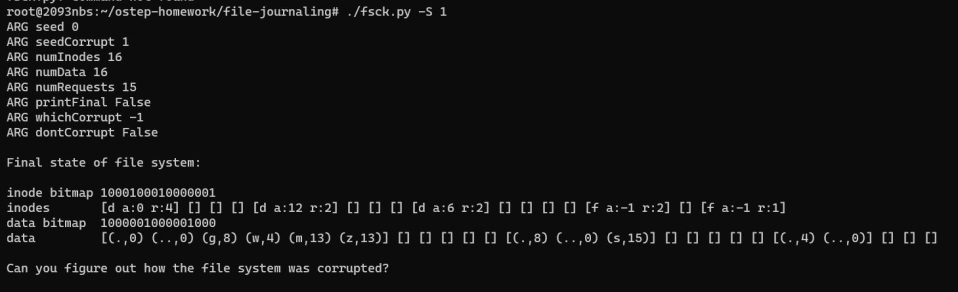 root@2093nbs:~/ostep-homework/file-journaling# ./fsck.py -S 1
ARG seed 0
ARG seedCorrupt 1
ARG numInodes 16
ARG numData 16
ARG numRequests 15
ARG printFinal False
ARG whichCorrupt -1
ARG dontCorrupt False
Final state of file system:
inode bitmap 1000100010000001
inodes [d a:0 r:4] [] [] [] [d a:12 r:2] [] [] [] [d a:6 r:2] [] [] [] [] [f a:-1 r:2] [] [f a:-1 r:1]
data bitmap 1000001000001000
data [(.,0) (..,0) (g,8) (w,4) (m,13) (z,13)] [] [] [] [] [] [(.,8) (..,0) (s,15)] [] [] [] [] [] [(.,4) (..,0)] [] [] []
Can you figure out how the file system was corrupted?